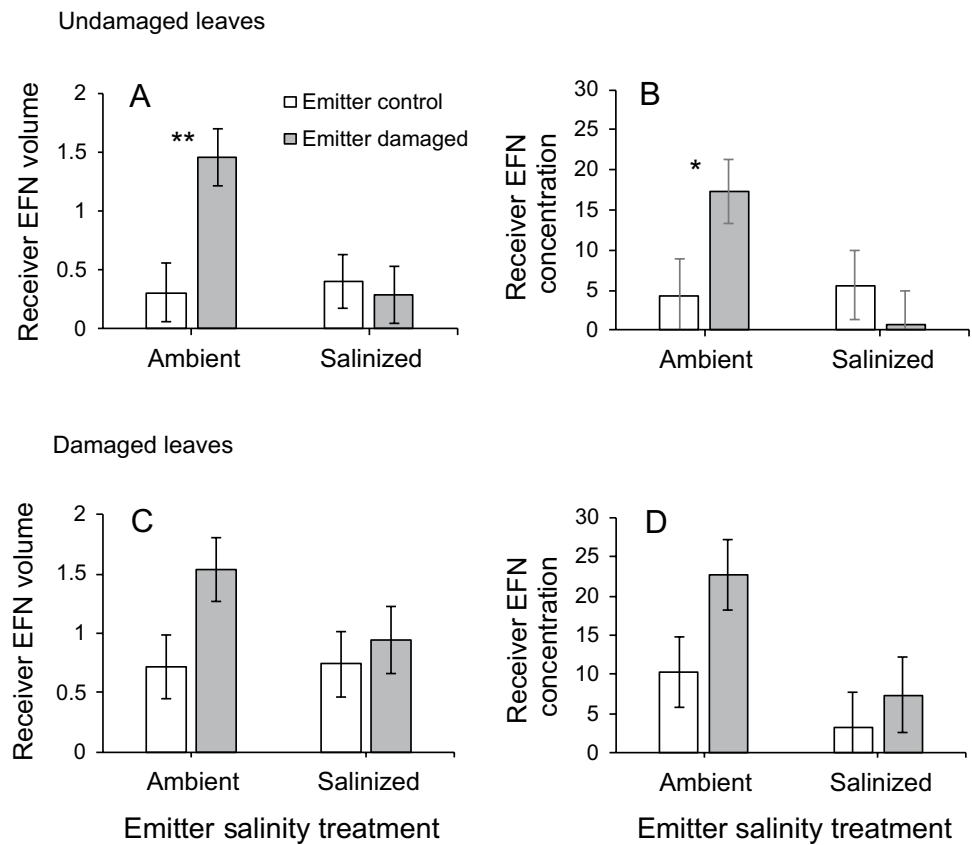 Undamaged leaves
A
Emitter control
Emitter damaged
**
Receiver EFN volume
2
1.5
1
0.5
0
Ambient
Salinized
B
*
Receiver EFN
concentration
30
25
20
15
10
5
0
Ambient
Salinized
Damaged leaves
C
Receiver EFN volume
2
1.5
1
0.5
0
Ambient
Salinized
Emitter salinity treatment
D
Receiver EFN
concentration
30
25
20
15
10
5
0
Ambient
Salinized
Emitter salinity treatment